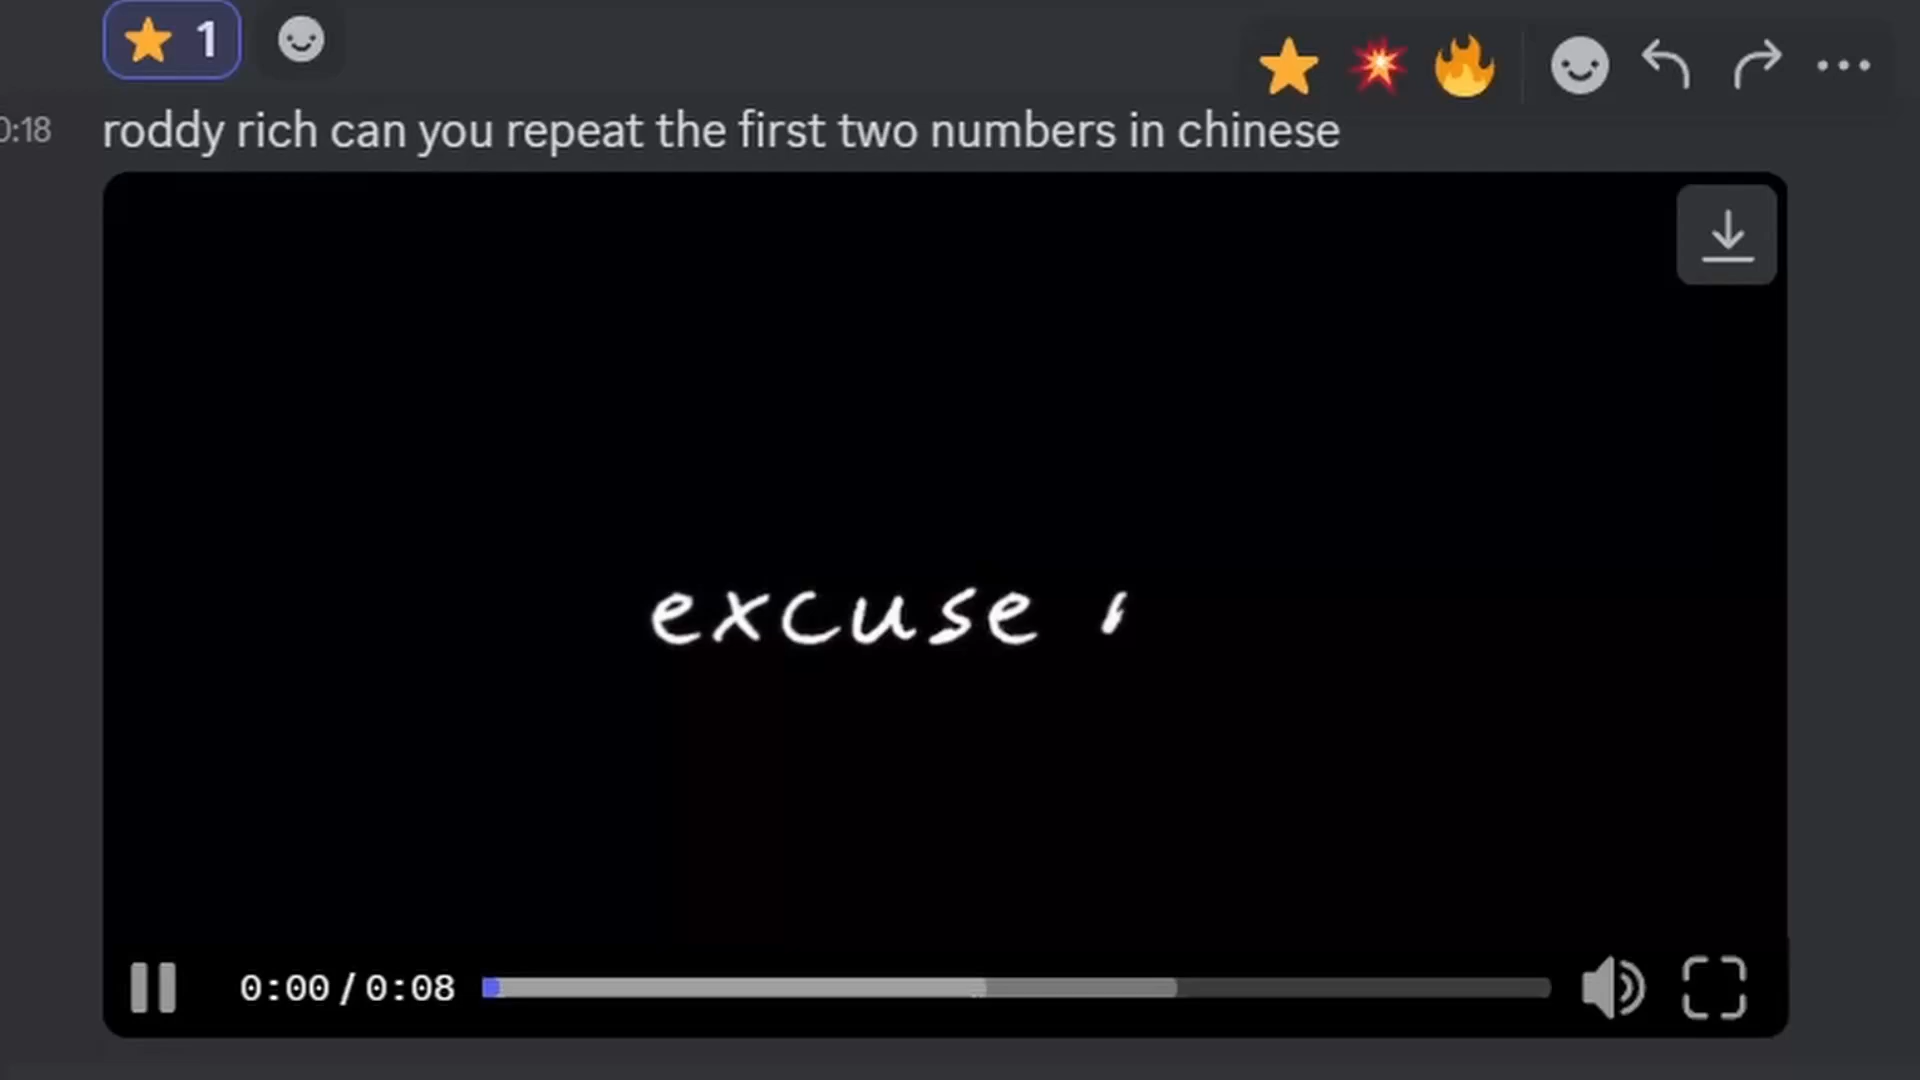 1
0:18 roddy rich can you repeat the first two numbers in chinese
excuse
0:00 / 0:08